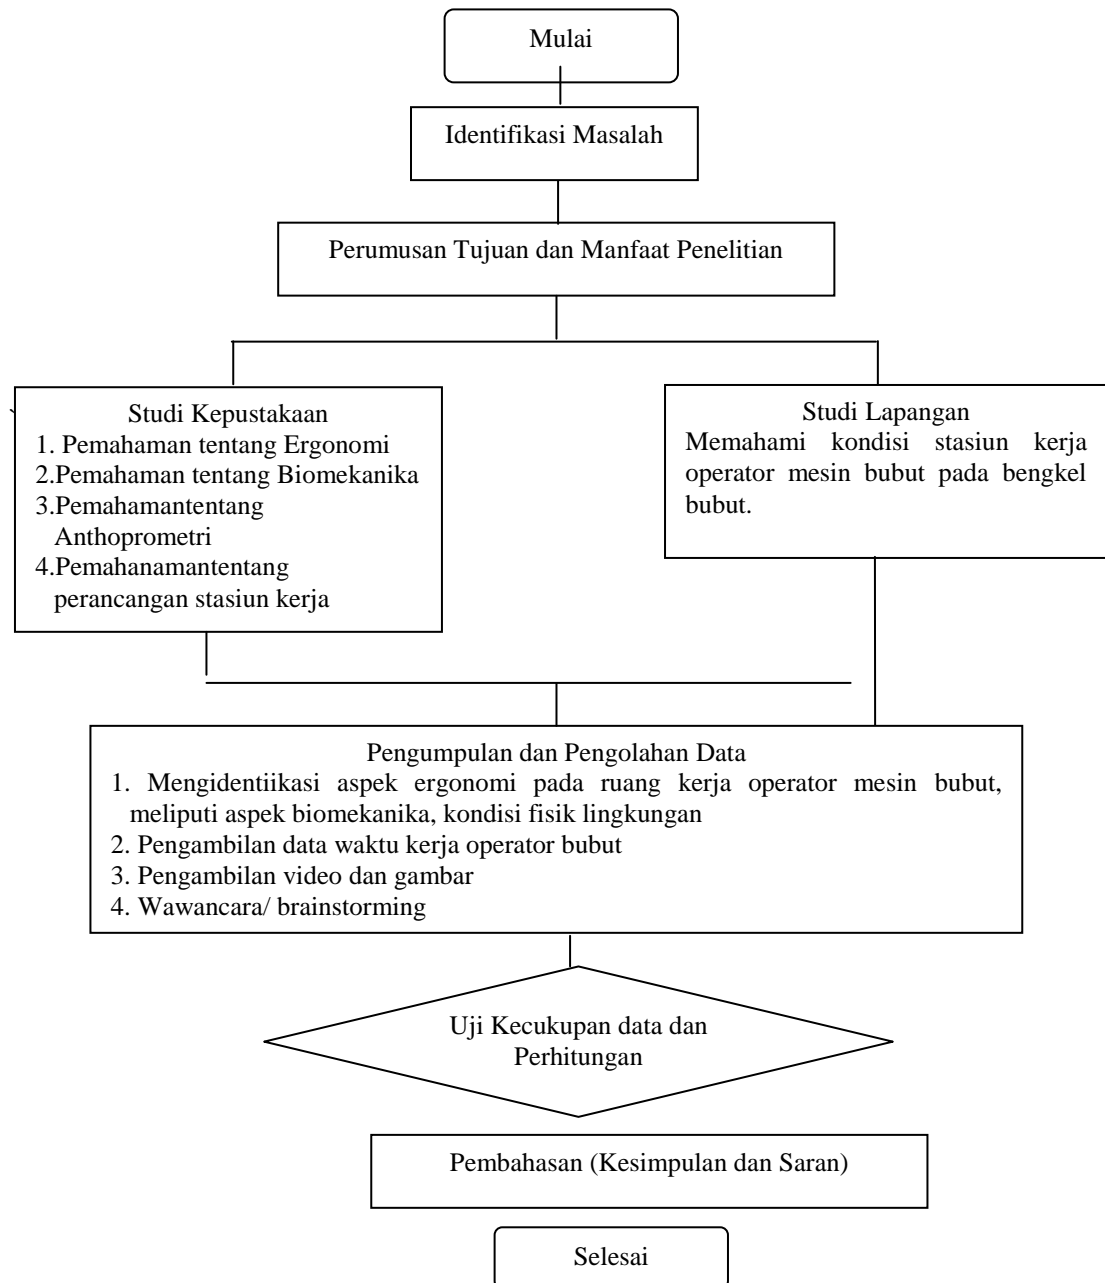 Mulai
Identifikasi Masalah
Perumusan Tujuan dan Manfaat Penelitian
Studi Kepustakaan
1. Pemahaman tentang Ergonomi
2.Pemahaman tentang Biomekanika
3.Pemahamantentang
Anthoprometri
4.Pemahanamantentang
perancangan stasiun kerja
Studi Lapangan
Memahami kondisi stasiun kerja
operator mesin bubut pada bengkel
bubut.
Pengumpulan dan Pengolahan Data
1. Mengidentiikasi aspek ergonomi pada ruang kerja operator mesin bubut,
meliputi aspek biomekanika, kondisi fisik lingkungan
2. Pengambilan data waktu kerja operator bubut
3. Pengambilan video dan gambar
4. Wawancara/ brainstorming
Uji Kecukupan data dan
Perhitungan
Pembahasan (Kesimpulan dan Saran)
Selesai